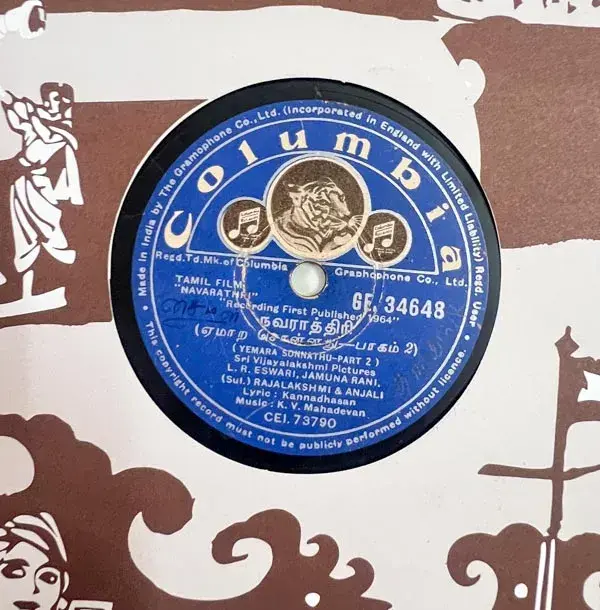 Made in India by The Gramophone Co., Ltd. (Incorporated in England with Limited Liability) Regd. User
Columbia
Regd. Td. Mk. of Columbia Graphophone Co., Ltd.
TAMIL FILM
"NAVARATHRI"
GE. 34648
"Recording First Published 1964"
நவராத்திரி
(YEMARA SONNATHU-PART 2)
Sri Vijayalakshmi Pictures
L. R. ESWARI, JAMUNA RANI,
(Sul.) RAJALAKSHMI & ANJALI
Lyric : Kannadhasan
Music : K. V. Mahadevan
CEI. 73790
This copyright record must not be publicly performed without licence.